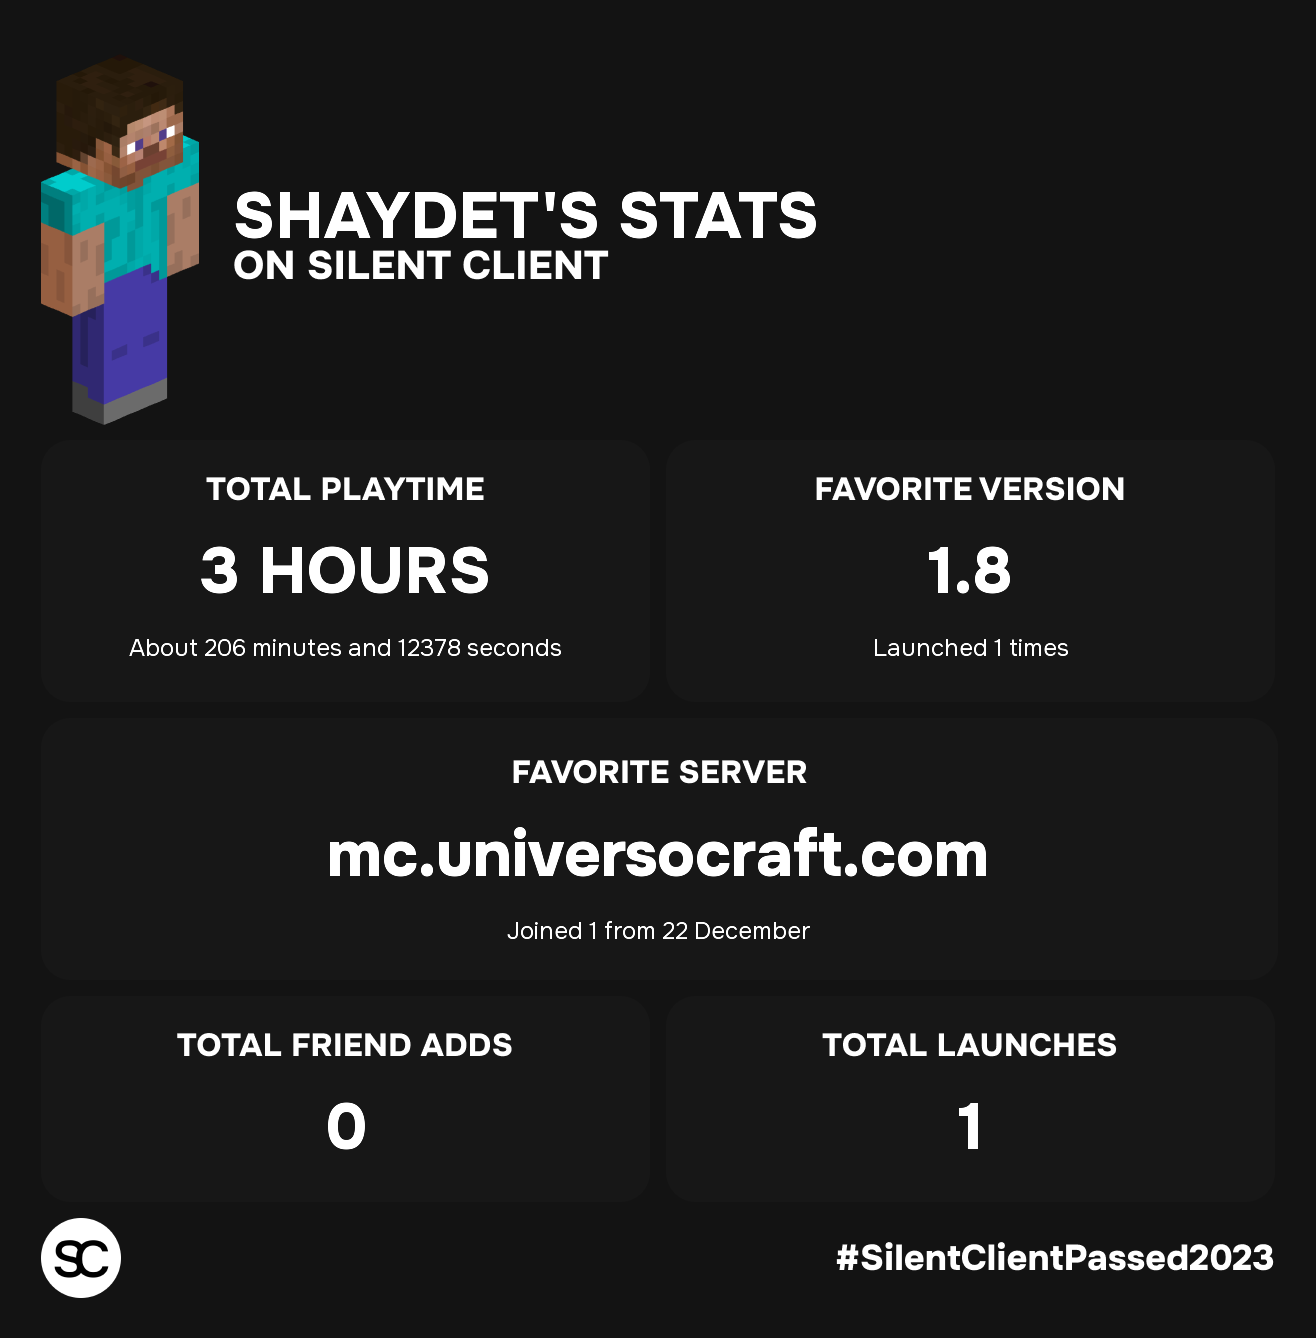 SHAYDET'S STATS
ON SILENT CLIENT
TOTAL PLAYTIME
3 HOURS
About 206 minutes and 12378 seconds
FAVORITE VERSION
1.8
Launched 1 times
FAVORITE SERVER
mc.universocraft.com
Joined 1 from 22 December
TOTAL FRIEND ADDS
0
TOTAL LAUNCHES
1
SC
#SilentClientPassed2023